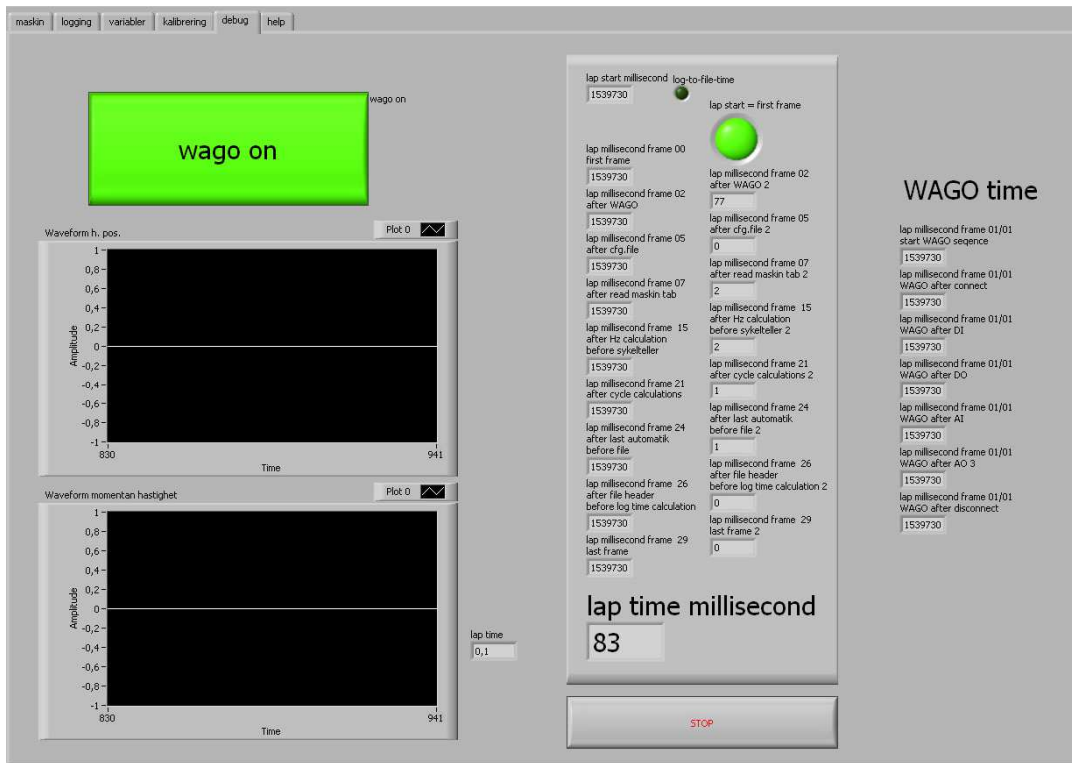 maskin
logging
variabler
kalibrering
debug
help
wago on
wago on
Waveform h. pos.
Plot 0
1
0,8
0,6
0,4
0,2
0
-0,2
-0,4
-0,6
-0,8
-1
Amplitude
830
941
Time
Waveform momentan hastighet
Plot 0
1
0,8
0,6
0,4
0,2
0
-0,2
-0,4
-0,6
-0,8
-1
Amplitude
830
941
Time
lap time
0,1
lap start millisecond
1539730
log-to-file-time
lap start = first frame
lap millisecond frame 00
first frame
1539730
lap millisecond frame 02
after WAGO
1539730
lap millisecond frame 05
after cfg.file
1539730
lap millisecond frame 07
after read maskin tab
1539730
lap millisecond frame 15
after Hz calculation
before sykelteller
1539730
lap millisecond frame 21
after cycle calculations
1539730
lap millisecond frame 24
after last automatik
before file
1539730
lap millisecond frame 26
after file header
before log time calculation
1539730
lap millisecond frame 29
last frame
1539730
lap millisecond frame 02
after WAGO 2
77
lap millisecond frame 05
after cfg.file 2
0
lap millisecond frame 07
after read maskin tab 2
2
lap millisecond frame 15
after Hz calculation
before sykelteller 2
2
lap millisecond frame 21
after cycle calculations 2
1
lap millisecond frame 24
after last automatik
before file 2
1
lap millisecond frame 26
after file header
before log time calculation 2
0
lap millisecond frame 29
last frame 2
0
lap time millisecond
83
STOP
WAGO time
lap millisecond frame 01/01
start WAGO seqence
1539730
lap millisecond frame 01/01
WAGO after connect
1539730
lap millisecond frame 01/01
WAGO after DI
1539730
lap millisecond frame 01/01
WAGO after DO
1539730
lap millisecond frame 01/01
WAGO after AI
1539730
lap millisecond frame 01/01
WAGO after AO 3
1539730
lap millisecond frame 01/01
WAGO after disconnect
1539730